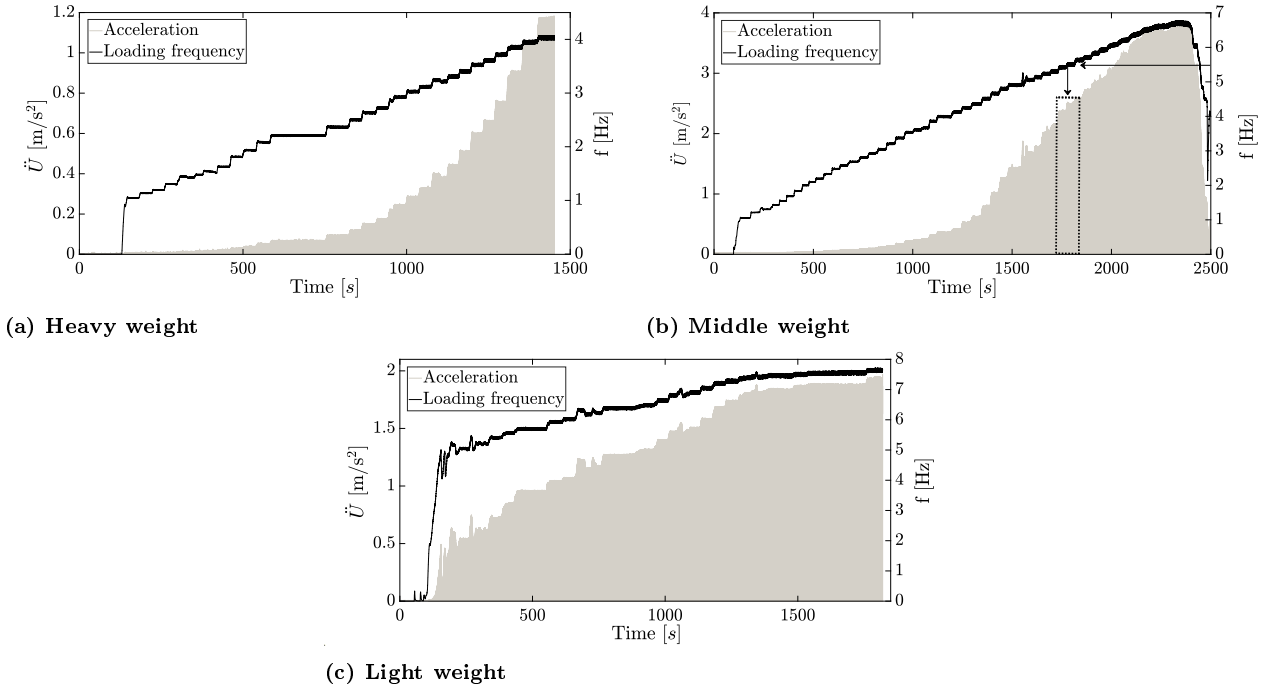 Acceleration
Loading frequency
1.2
1
0.8
0.6
0.4
0.2
0
Ü [m/s²]
4
3
2
1
0
f [Hz]
0 500 1000 1500
Time [s]
(a) Heavy weight
Acceleration
Loading frequency
4
3
2
1
0
Ü [m/s²]
7
6
5
4
3
2
1
0
f [Hz]
0 500 1000 1500 2000 2500
Time [s]
(b) Middle weight
Acceleration
Loading frequency
2
1.5
1
0.5
0
Ü [m/s²]
8
7
6
5
4
3
2
1
0
f [Hz]
0 500 1000 1500
Time [s]
(c) Light weight